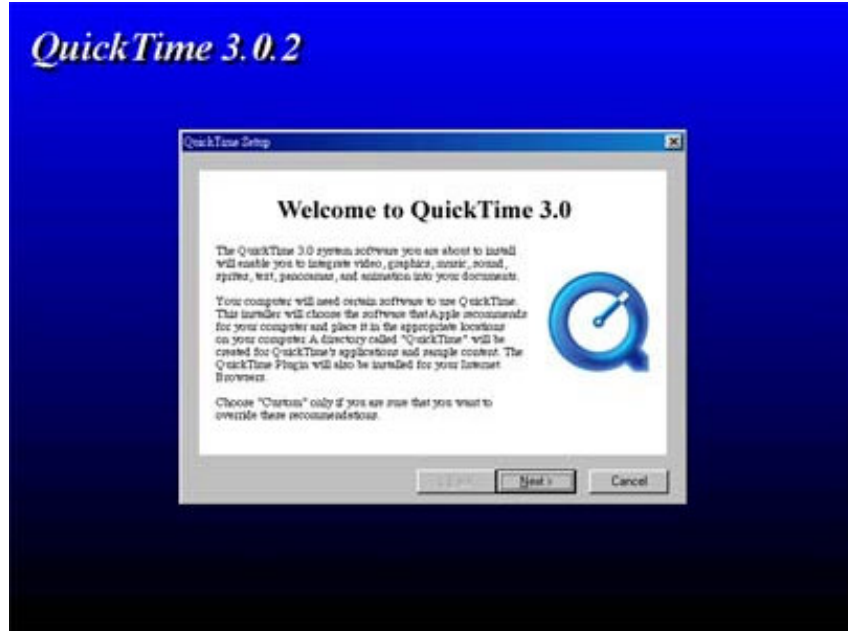 QuickTime 3.0.2
QuickTime Setup
Welcome to QuickTime 3.0
The QuickTime 3.0 system software you are about to install
will enable you to integrate video, graphics, music, sound,
sprites, text, panoramas, and animation into your documents.
Your computer will need certain software to use QuickTime.
This installer will choose the software that Apple recommends
for your computer and place it in the appropriate locations
on your computer. A directory called "QuickTime" will be
created for QuickTime's applications and sample content. The
QuickTime Plugin will also be installed for your Internet
Browsers.
Choose "Custom" only if you are sure that you want to
override these recommendations.
Next >
Cancel